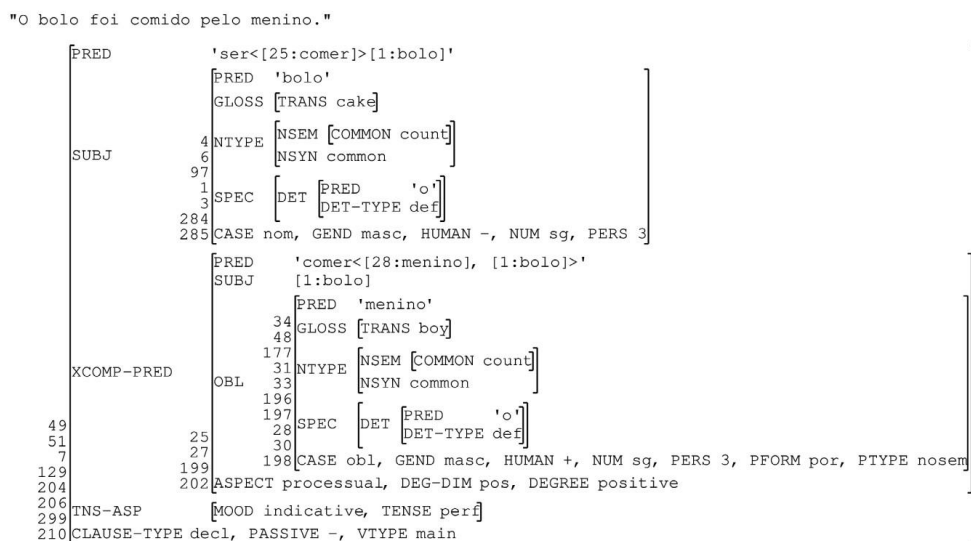 "O bolo foi comido pelo menino."
PRED 'ser<[25:comer]>[1:bolo]'
PRED 'bolo'
GLOSS [TRANS cake]
4 NTYPE [NSEM [COMMON count]]
SUBJ 6 NSYN common
97
1
3 SPEC [DET [PRED 'o']]
DET-TYPE def
284
285 CASE nom, GEND masc, HUMAN -, NUM sg, PERS 3
PRED 'comer<[28:menino], [1:bolo]>'
SUBJ [1:bolo]
PRED 'menino'
34 GLOSS [TRANS boy]
48
177 NSEM [COMMON count]
XCOMP-PRED 31 NTYPE
OBL 33 NSYN common
196
197 SPEC [DET [PRED 'o']]
49 28 DET-TYPE def
51 25 30
7 27 198 CASE obl, GEND masc, HUMAN +, NUM sg, PERS 3, PFORM por, PTYPE nosem
129 199
204 202 ASPECT processual, DEG-DIM pos, DEGREE positive
206
299 TNS-ASP [MOOD indicative, TENSE perf]
210 CLAUSE-TYPE decl, PASSIVE -, VTYPE main